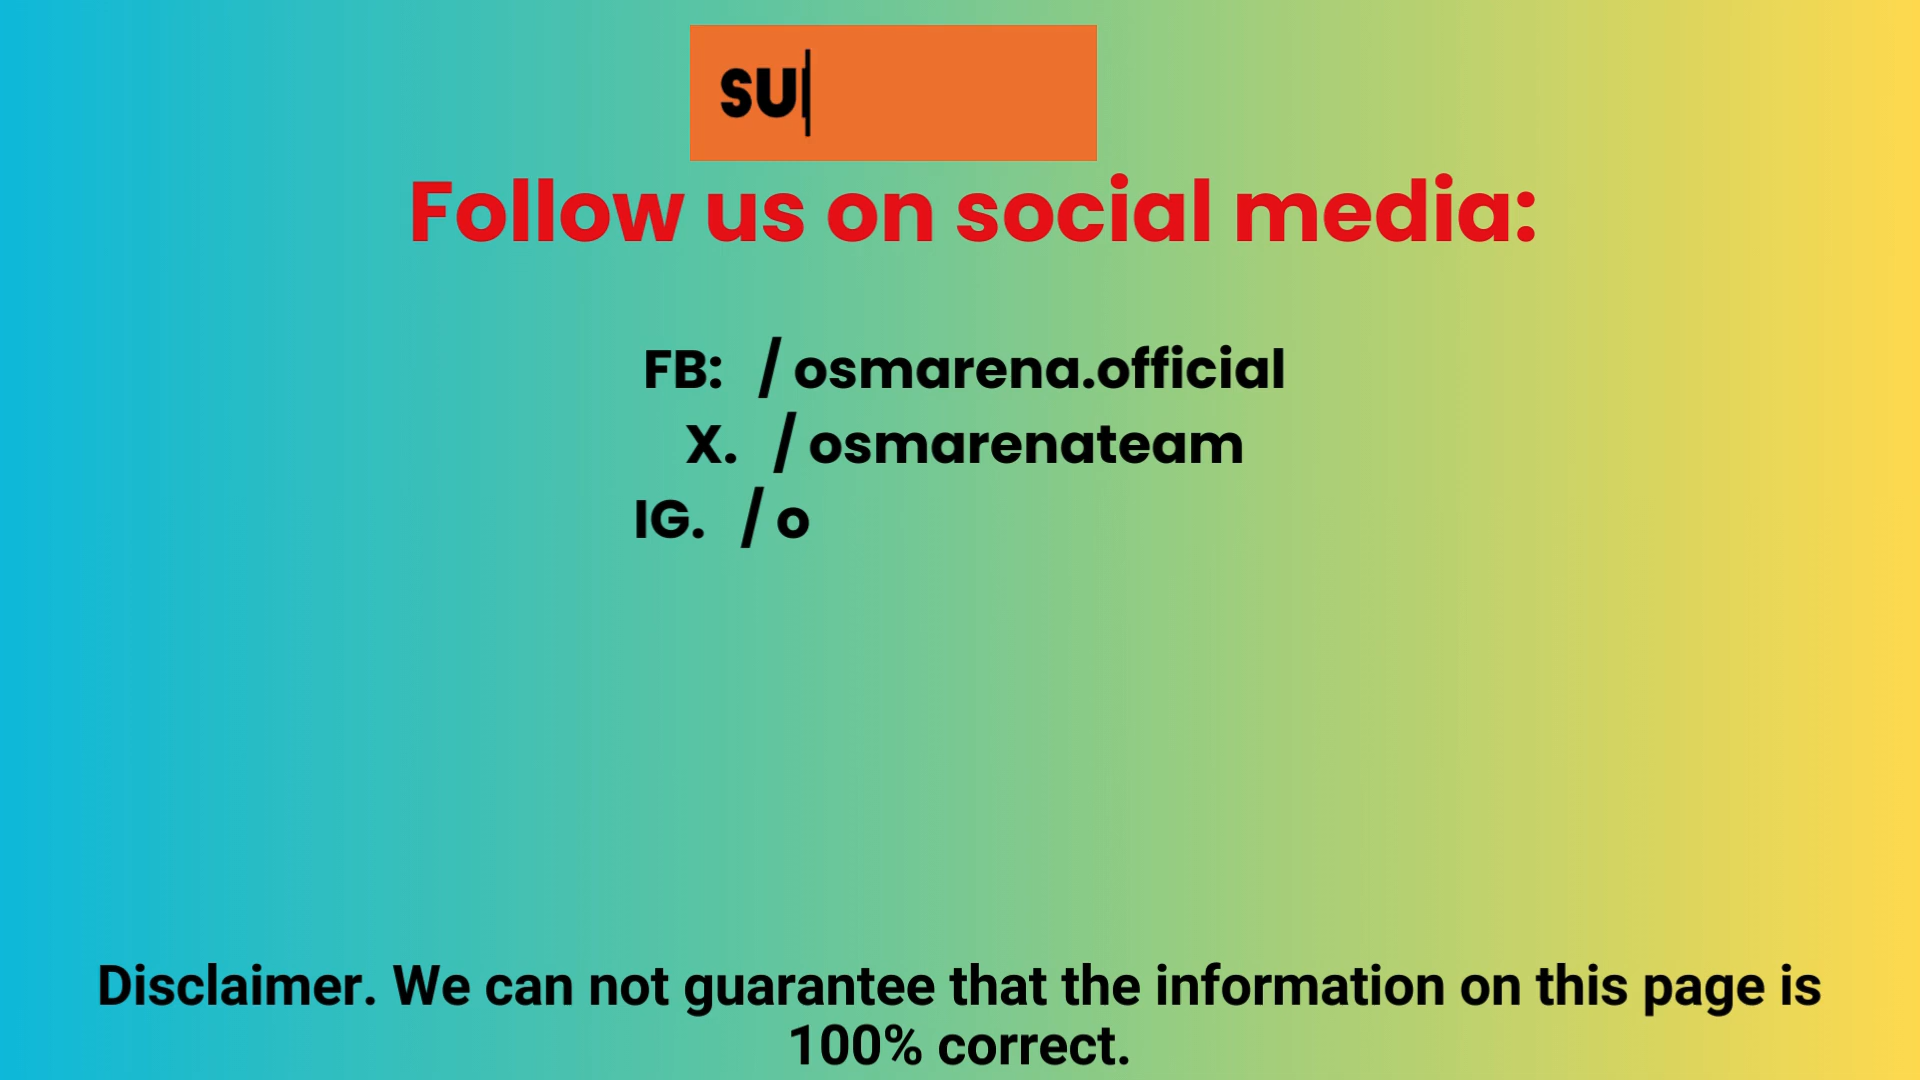 SU
Follow us on social media:
FB: / osmarena.official
X. / osmarenateam
IG. / o
Disclaimer. We can not guarantee that the information on this page is
100% correct.